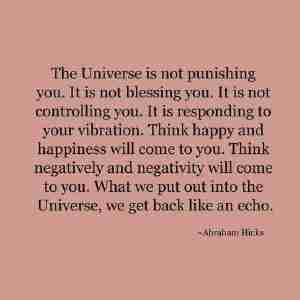 The Universe is not punishing
you. It is not blessing you. It is not
controlling you. It is responding to
your vibration. Think happy and
happiness will come to you. Think
negatively and negativity will come
to you. What we put out into the
Universe, we get back like an echo.
~Abraham Hicks